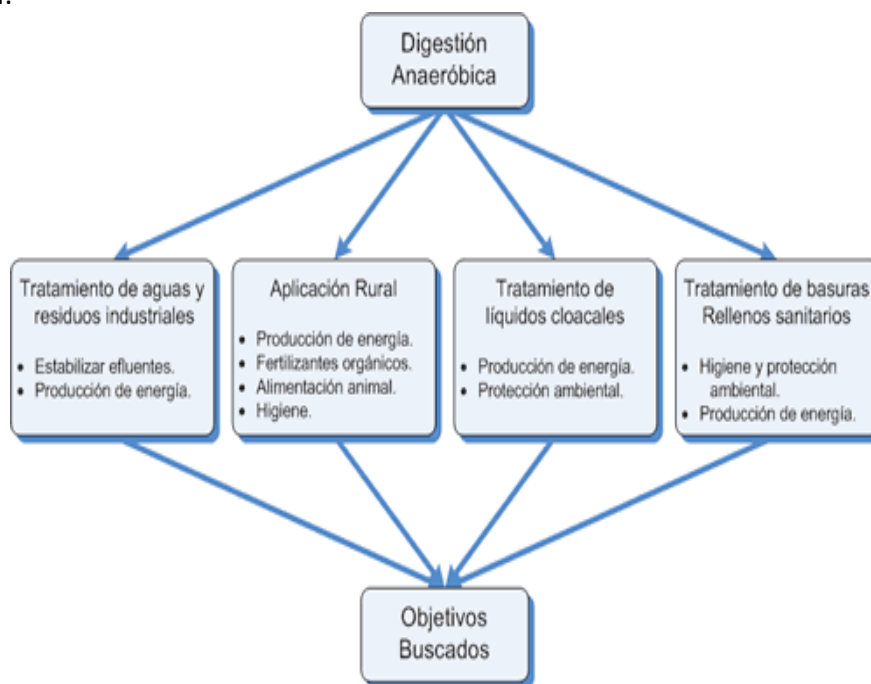 Digestión
Anaeróbica
Tratamiento de aguas y
residuos industriales
• Estabilizar efluentes.
• Producción de energía.
Aplicación Rural
• Producción de energía.
• Fertilizantes orgánicos.
• Alimentación animal.
• Higiene.
Tratamiento de
líquidos cloacales
• Producción de energía.
• Protección ambiental.
Tratamiento de basuras
Rellenos sanitarios
• Higiene y protección
ambiental.
• Producción de energía.
Objetivos
Buscados